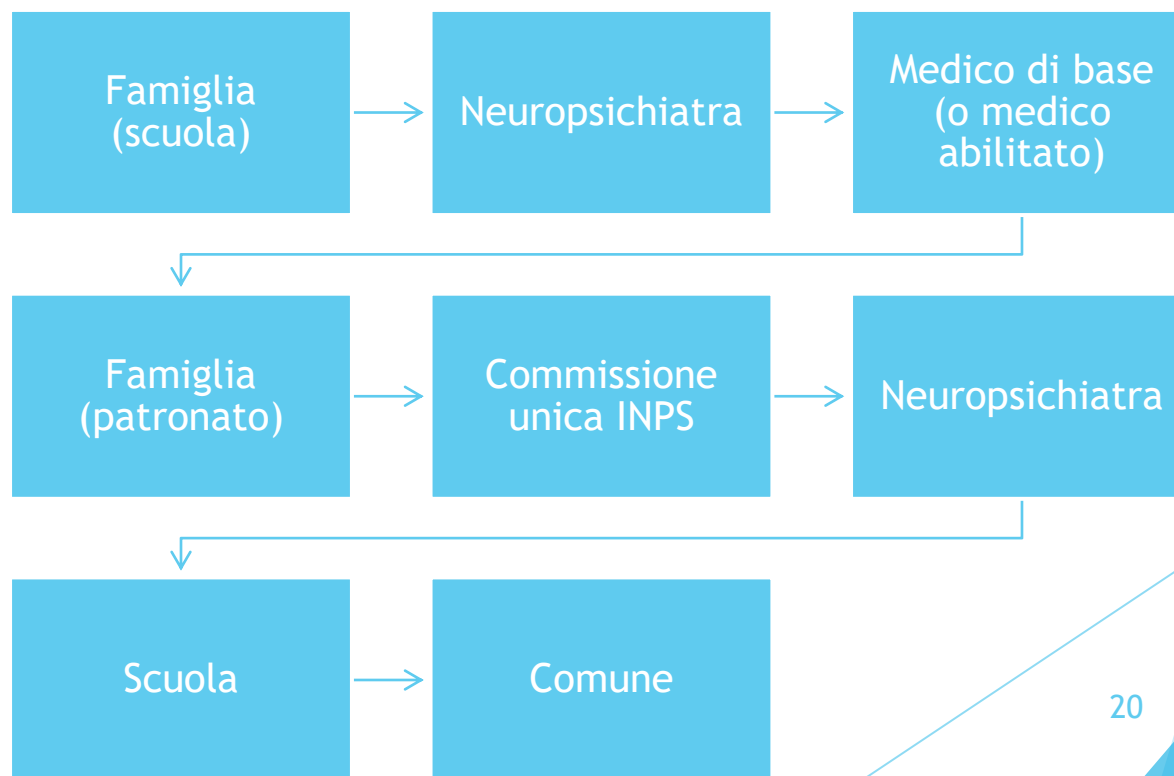 Famiglia
(scuola)
Neuropsichiatra
Medico di base
(o medico
abilitato)
Famiglia
(patronato)
Commissione
unica INPS
Neuropsichiatra
Scuola
Comune
20